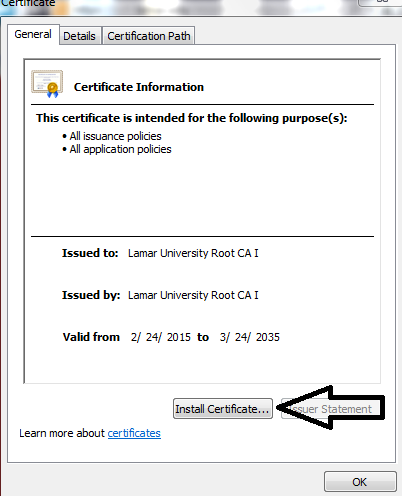 Certificate
General
Details
Certification Path
Certificate Information
This certificate is intended for the following purpose(s):
• All issuance policies
• All application policies
Issued to: Lamar University Root CA I
Issued by: Lamar University Root CA I
Valid from 2/ 24/ 2015 to 3/ 24/ 2035
Install Certificate...
Issuer Statement
Learn more about certificates
OK